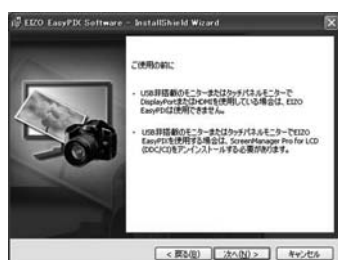 EIZO EasyPIX Software - InstallShield Wizard
ご使用の前に
・ USB非搭載のモニターまたはタッチパネルモニターで
DisplayPortまたはHDMIを使用している場合は、EIZO
EasyPIXは使用できません。
・ USB非搭載のモニターまたはタッチパネルモニターでEIZO
EasyPIXを使用する場合は、ScreenManager Pro for LCD
(DDC/CI)をアンインストールする必要があります。
< 戻る(B)
次へ(N) >
キャンセル